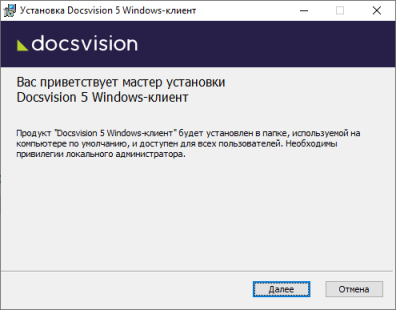 Установка Docsvision 5 Windows-клиент
docsvision
Вас приветствует мастер установки
Docsvision 5 Windows-клиент
Продукт "Docsvision 5 Windows-клиент" будет установлен в папке, используемой на
компьютере по умолчанию, и доступен для всех пользователей. Необходимы
привилегии локального администратора.
Далее
Отмена